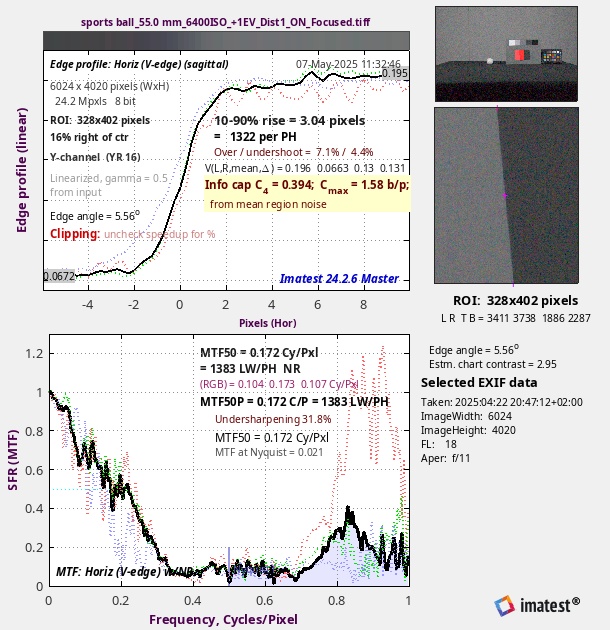 sports ball_55.0 mm_6400ISO_+1EV_Dist1_ON_Focused.tiff
Edge profile: Horiz (V-edge) (sagittal)
07-May-2025 11:32:46
0.195
6024 x 4020 pixels (WxH)
24.2 Mpxls 8 bit
ROI: 328x402 pixels
16% right of ctr
Y-channel (YR16)
Linearized, gamma = 0.5
from input
Edge angle = 5.56o
Clipping: uncheck speedup for %
10-90% rise = 3.04 pixels
= 1322 per PH
Over / undershoot = 7.1% / 4.4%
V(L,R,mean,Δ) = 0.196 0.0663 0.13 0.131
Info cap C4 = 0.394; Cmax = 1.58 b/p;
from mean region noise
0.0672
Imatest 24.2.6 Master
Edge profile (linear)
-4 -2 0 2 4 6 8
Pixels (Hor)
ROI: 328x402 pixels
L R T B = 3411 3738 1886 2287
MTF50 = 0.172 Cy/Pxl
= 1383 LW/PH NR
(RGB) = 0.104 0.173 0.107 Cy/Pxl
MTF50P = 0.172 C/P = 1383 LW/PH
Undersharpening 31.8%
MTF50 = 0.172 Cy/Pxl
MTF at Nyquist = 0.021
1.2
1
0.8
0.6
0.4
0.2
0
SFR (MTF)
MTF: Horiz (V-edge) w/NR
0 0.2 0.4 0.6 0.8 1
Frequency, Cycles/Pixel
Edge angle = 5.56o
Estm. chart contrast = 2.95
Selected EXIF data
Taken: 2025:04:22 20:47:12+02:00
ImageWidth: 6024
ImageHeight: 4020
FL: 18
Aper: f/11
imatest®